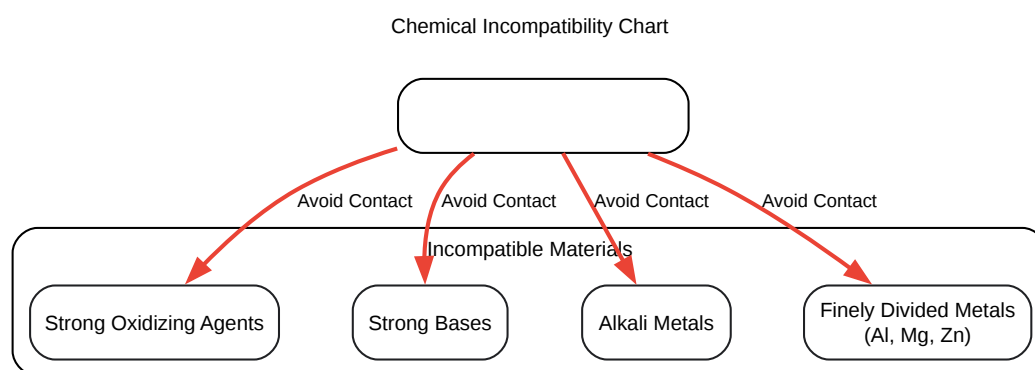 Chemical Incompatibility Chart
Avoid Contact Avoid Contact Avoid Contact Avoid Contact
Incompatible Materials
Strong Oxidizing Agents
Strong Bases
Alkali Metals
Finely Divided Metals
(Al, Mg, Zn)